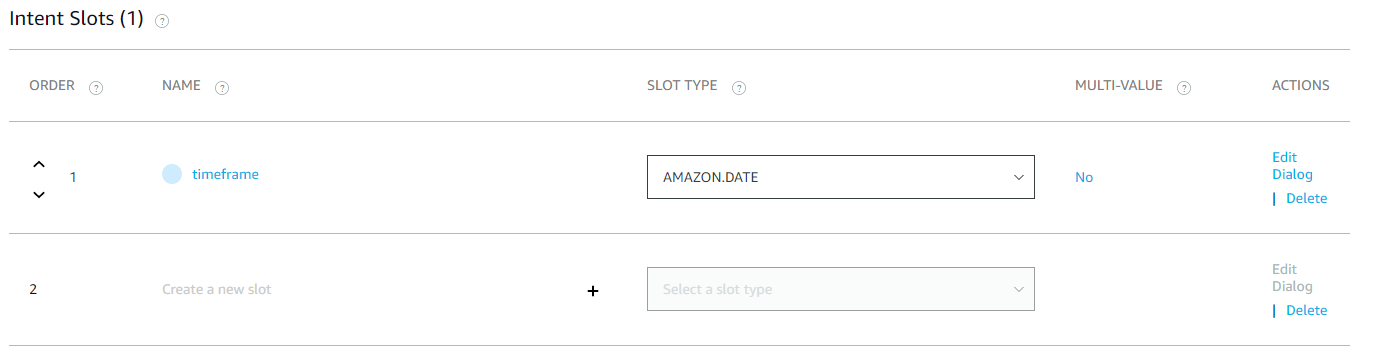 Intent Slots (1) ?
ORDER ? NAME ? SLOT TYPE ? MULTI-VALUE ? ACTIONS
1 timeframe AMAZON.DATE No Edit
Dialog
| Delete
2 Create a new slot + Select a slot type Edit
Dialog
| Delete